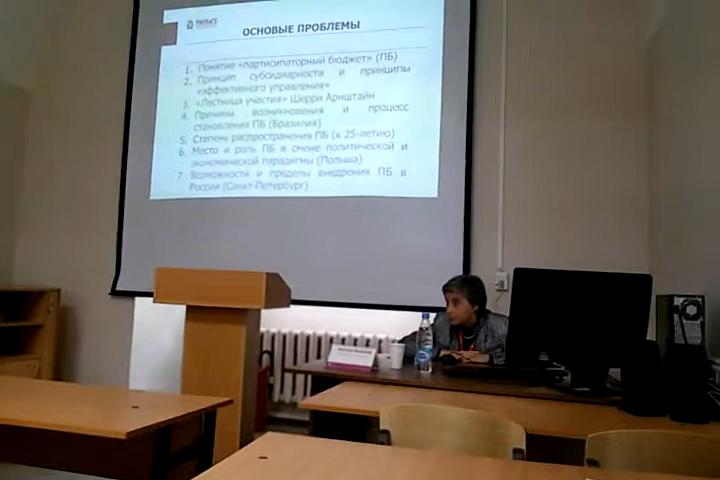 РАНХиГС
ОСНОВЫЕ ПРОБЛЕМЫ
1. Понятие «партисипаторный бюджет» (ПБ)
2. Принцип субсидиарности и принципы
«эффективного управления»
3. «Лестница участия» Шерри Арнштайн
4. Причины возникновения и процесс
становления ПБ (Бразилия)
5. Степень распространения ПБ (к 25-летию)
6. Место и роль ПБ в смене политической и
экономической парадигмы (Польша)
7. Возможности и пределы внедрения ПБ в
России (Санкт-Петербург)